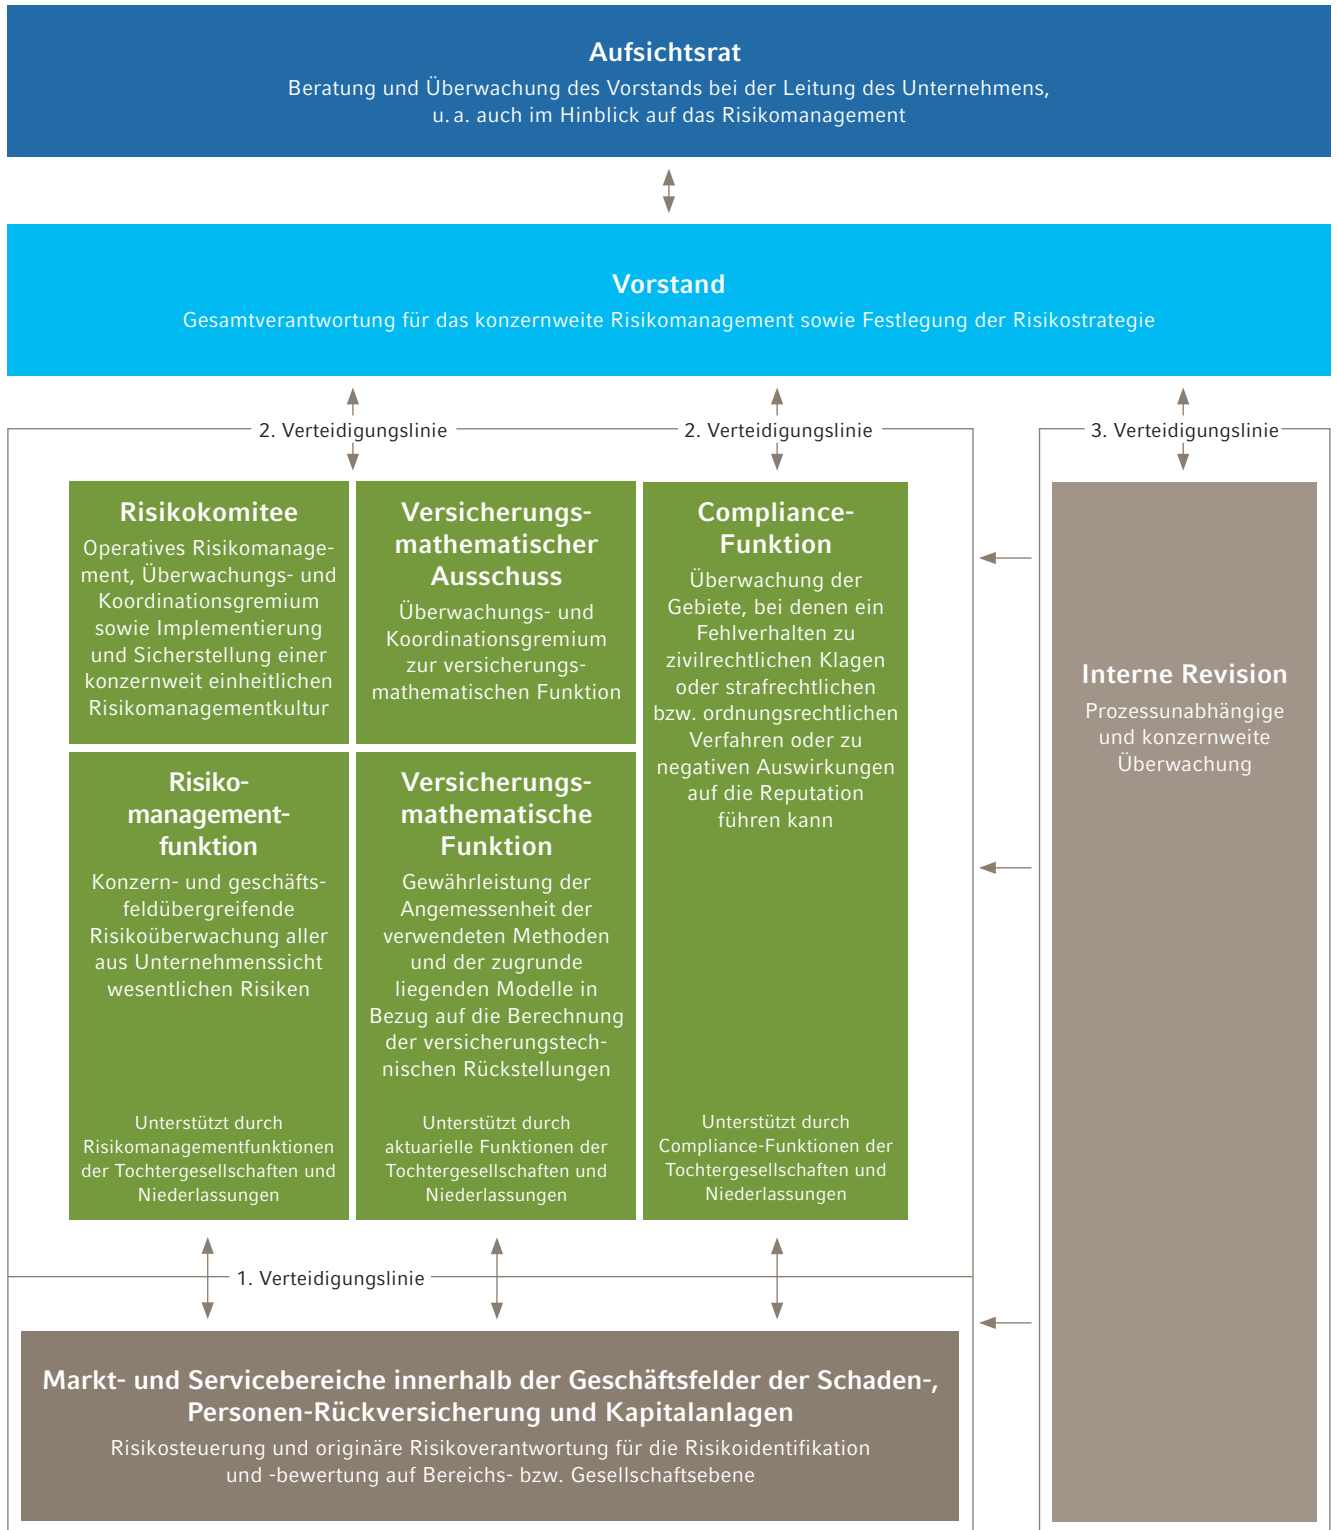 Aufsichtsrat
Beratung und Überwachung des Vorstands bei der Leitung des Unternehmens,
u. a. auch im Hinblick auf das Risikomanagement
Vorstand
Gesamtverantwortung für das konzernweite Risikomanagement sowie Festlegung der Risikostrategie
2. Verteidigungslinie
2. Verteidigungslinie
3. Verteidigungslinie
Risikokomitee
Operatives Risikomanage-
ment, Überwachungs- und
Koordinationsgremium
sowie Implementierung
und Sicherstellung einer
konzernweit einheitlichen
Risikomanagementkultur
Versicherungs-
mathematischer
Ausschuss
Überwachungs- und
Koordinationsgremium
zur versicherungs-
mathematischen Funktion
Compliance-
Funktion
Überwachung der
Gebiete, bei denen ein
Fehlverhalten zu
zivilrechtlichen Klagen
oder strafrechtlichen
bzw. ordnungsrechtlichen
Verfahren oder zu
negativen Auswirkungen
auf die Reputation
führen kann
Unterstützt durch
Compliance-Funktionen der
Tochtergesellschaften und
Niederlassungen
Interne Revision
Prozessunabhängige
und konzernweite
Überwachung
Risiko-
management-
funktion
Konzern- und geschäfts-
feldübergreifende
Risikoüberwachung aller
aus Unternehmenssicht
wesentlichen Risiken
Unterstützt durch
Risikomanagementfunktionen
der Tochtergesellschaften und
Niederlassungen
Versicherungs-
mathematische
Funktion
Gewährleistung der
Angemessenheit der
verwendeten Methoden
und der zugrunde
liegenden Modelle in
Bezug auf die Berechnung
der versicherungstech-
nischen Rückstellungen
Unterstützt durch
aktuarielle Funktionen der
Tochtergesellschaften und
Niederlassungen
1. Verteidigungslinie
Markt- und Servicebereiche innerhalb der Geschäftsfelder der Schaden-,
Personen-Rückversicherung und Kapitalanlagen
Risikosteuerung und originäre Risikoverantwortung für die Risikoidentifikation
und -bewertung auf Bereichs- bzw. Gesellschaftsebene